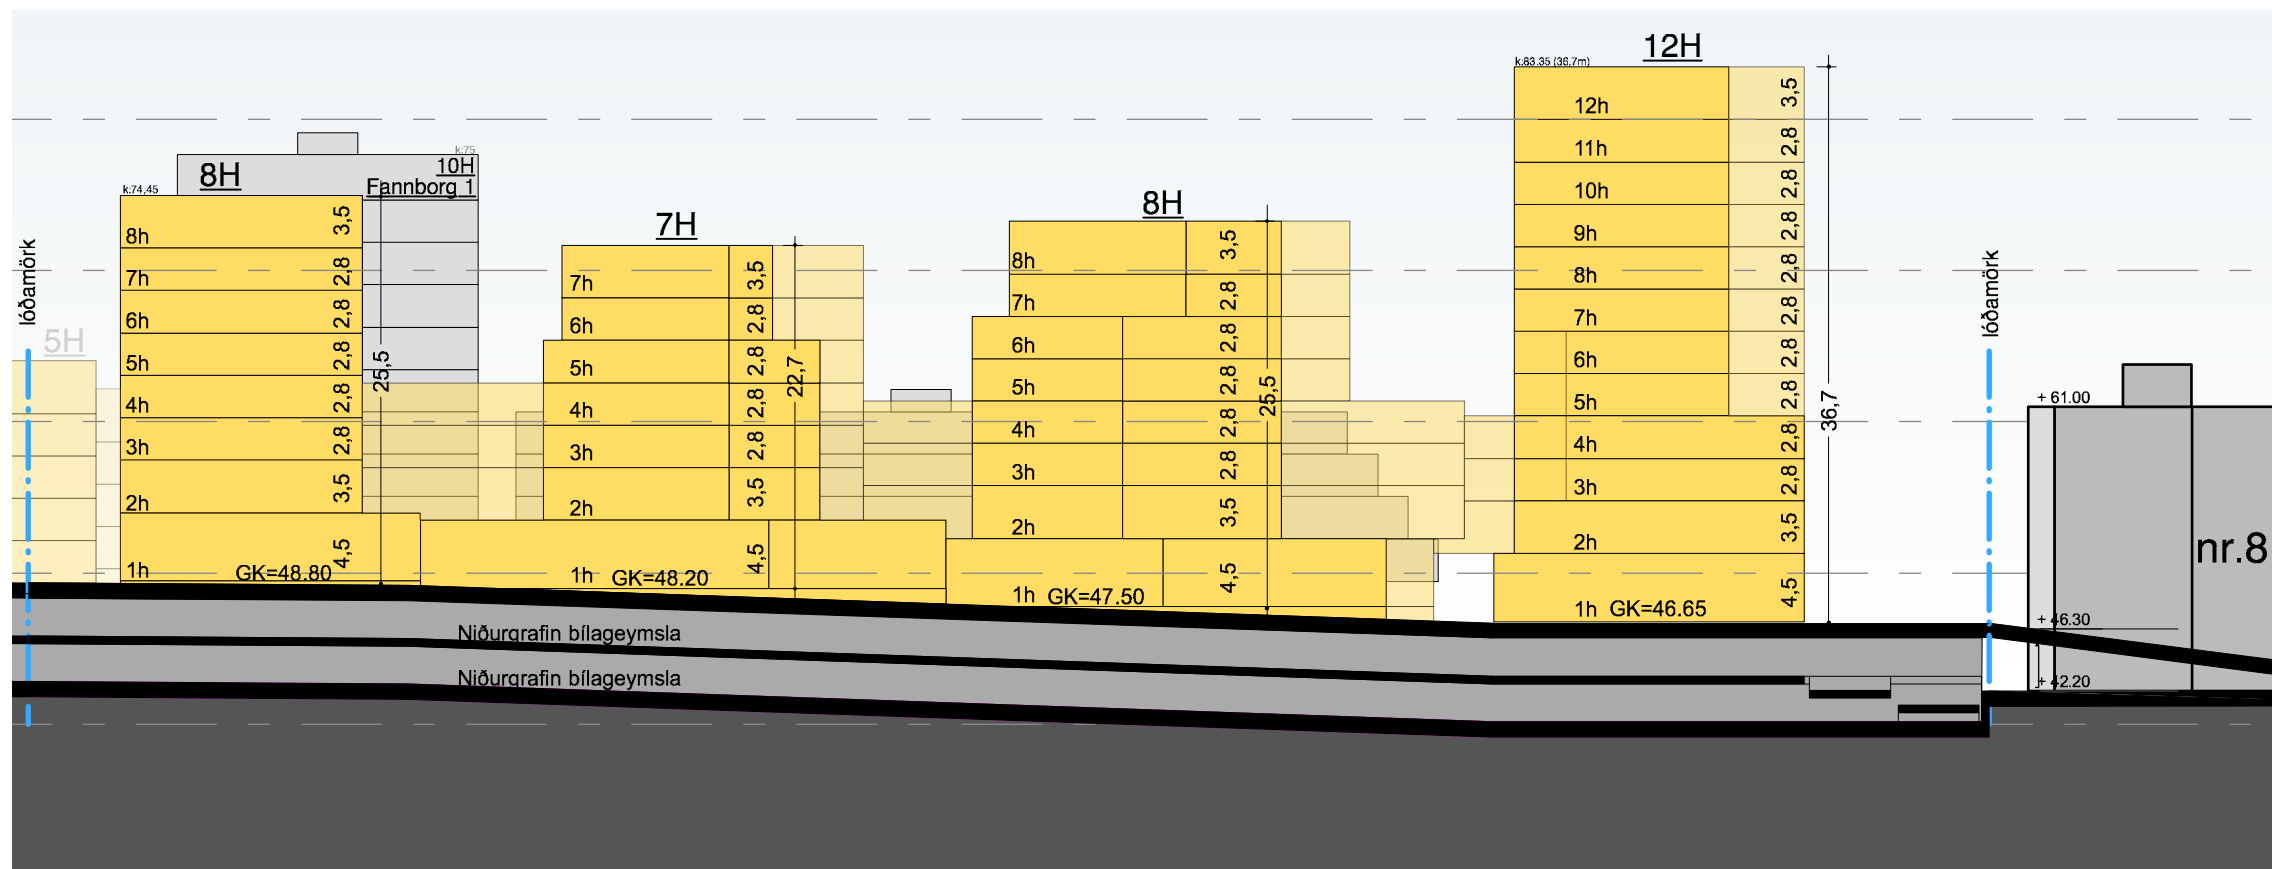 12H
k:83.35 (36,7m)
12h
3,5
11h
2,8
10h
2,8
9h
2,8
8h
2,8
7h
2,8
6h
2,8
5h
2,8
4h
2,8
3h
2,8
2h
3,5
1h GK=46.65
4,5
36,7
k:75
10H
Fannborg 1
8H
k:74,45
8h
3,5
7h
2,8
6h
2,8
5h
2,8
4h
2,8
3h
2,8
2h
3,5
1h
GK=48.80
4,5
25,5
lóðamörk
5H
7H
7h
3,5
6h
2,8
5h
2,8
4h
2,8
3h
2,8
2h
3,5
1h GK=48.20
4,5
22,7
8H
8h
3,5
7h
2,8
6h
2,8
5h
2,8
4h
2,8
3h
2,8
2h
3,5
1h GK=47.50
4,5
25,5
lóðamörk
+ 61.00
nr.8
+ 46.30
+ 42.20
Niðurgrafin bílageymsla
Niðurgrafin bílageymsla